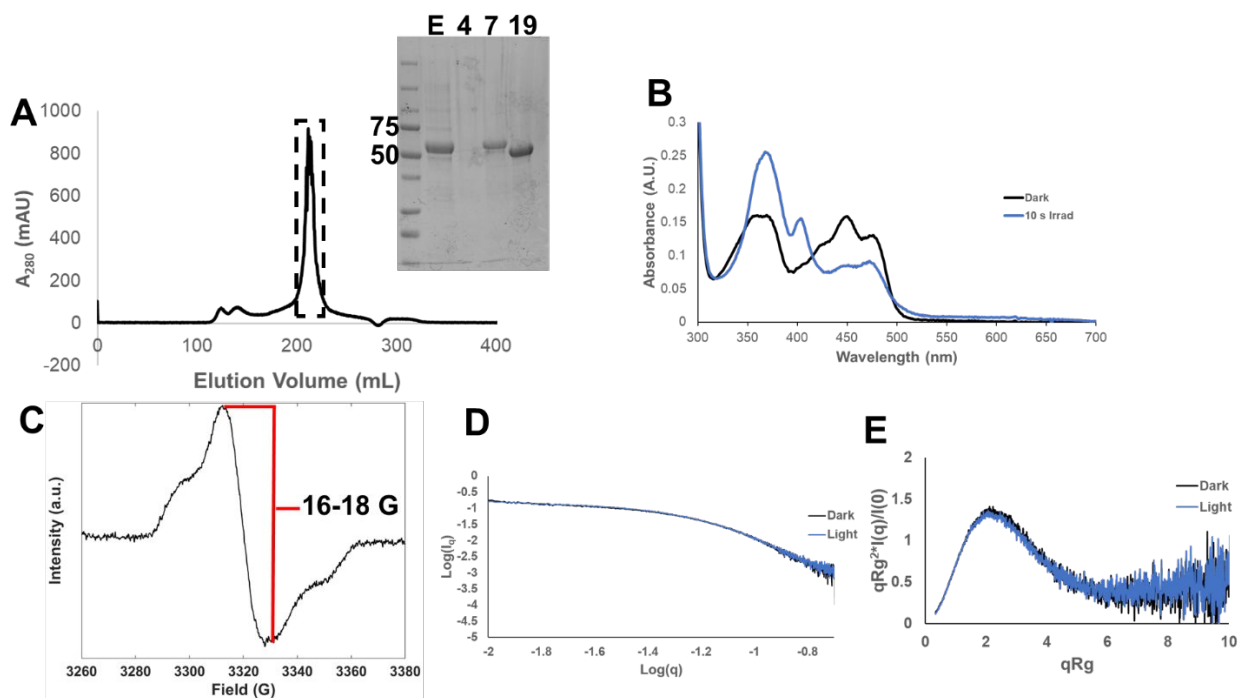 E 4 7 19
A
75
50
1000
800
600
400
200
0
-200
A280 (mAU)
0 200 400
Elution Volume (mL)
B
0.3
0.25
0.2
0.15
0.1
0.05
0
Absorbance (A.U.)
Dark
10 s Irrad
300 350 400 450 500 550 600 650 700
Wavelength (nm)
C
Intensity (a.u.)
16-18 G
3260 3280 3300 3320 3340 3360 3380
Field (G)
D
0
-0.5
-1
-1.5
-2
-2.5
-3
-3.5
-4
-4.5
-5
Log(Iq)
Dark
Light
-2 -1.8 -1.6 -1.4 -1.2 -1 -0.8
Log(q)
E
2
1.5
1
0.5
0
qRg2*I(q)/I(0)
Dark
Light
0 2 4 6 8 10
qRg